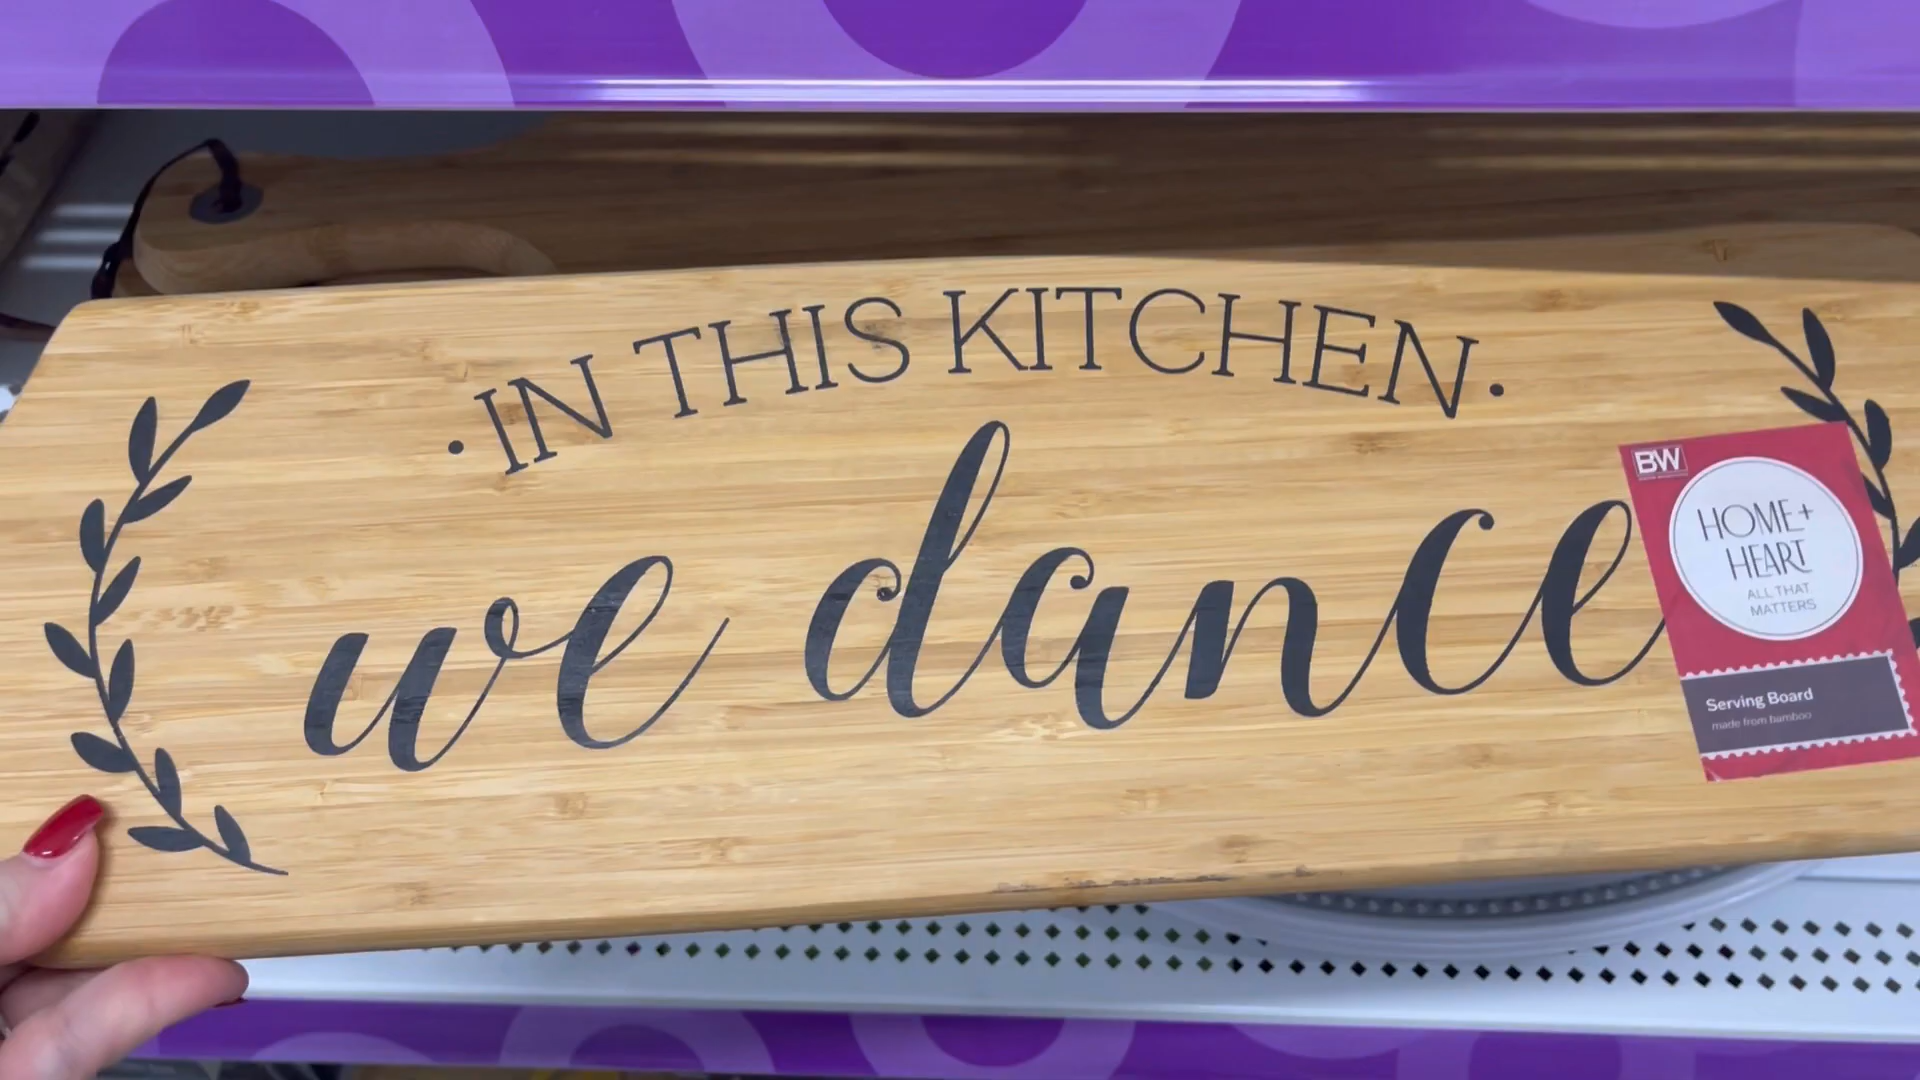 · IN THIS KITCHEN ·
we dance
BW
HOME+
HEART
ALL THAT
MATTERS
Serving Board
made from bamboo